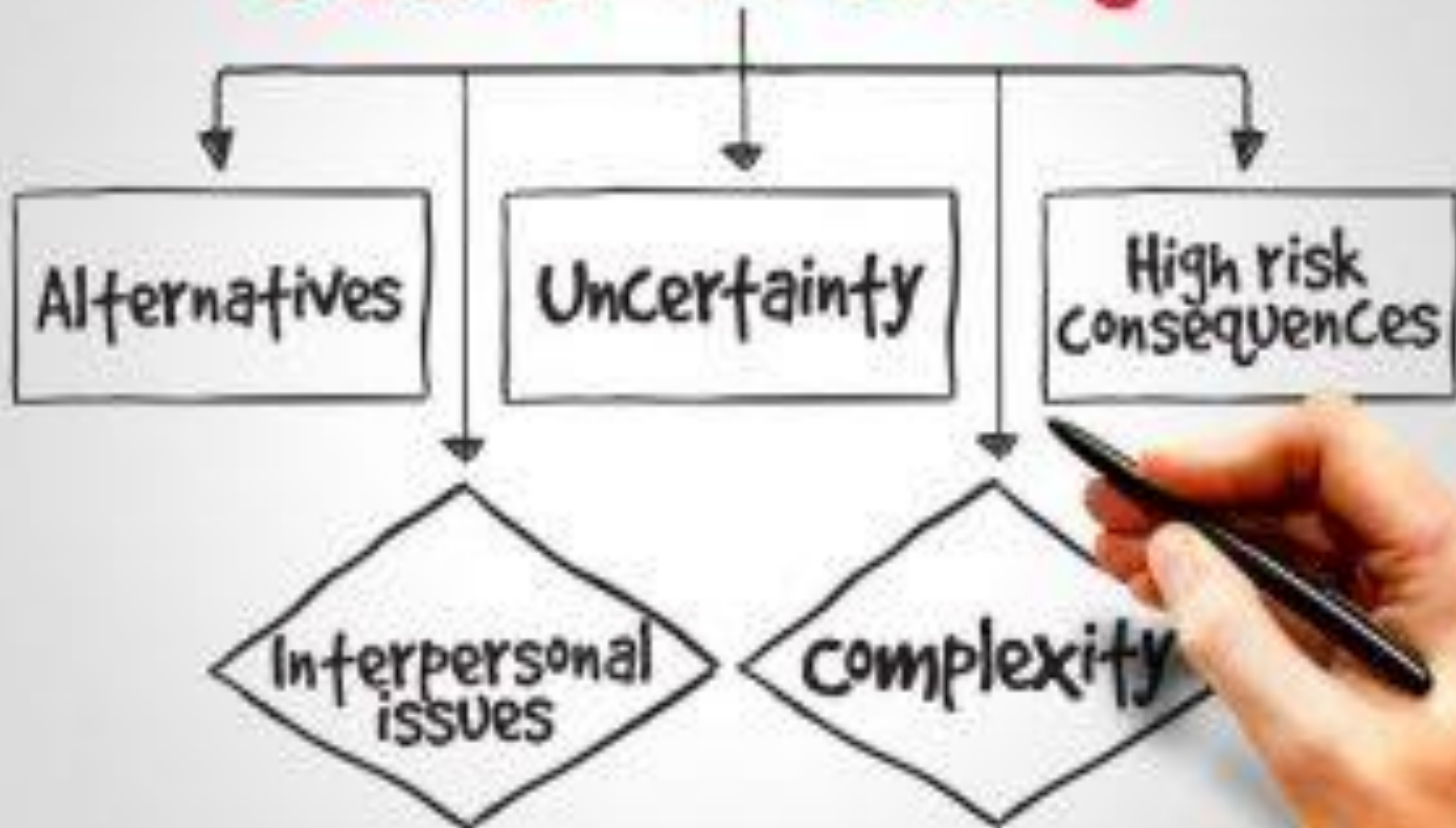 Alternatives
Uncertainty
High risk
consequences
Interpersonal
issues
complexity